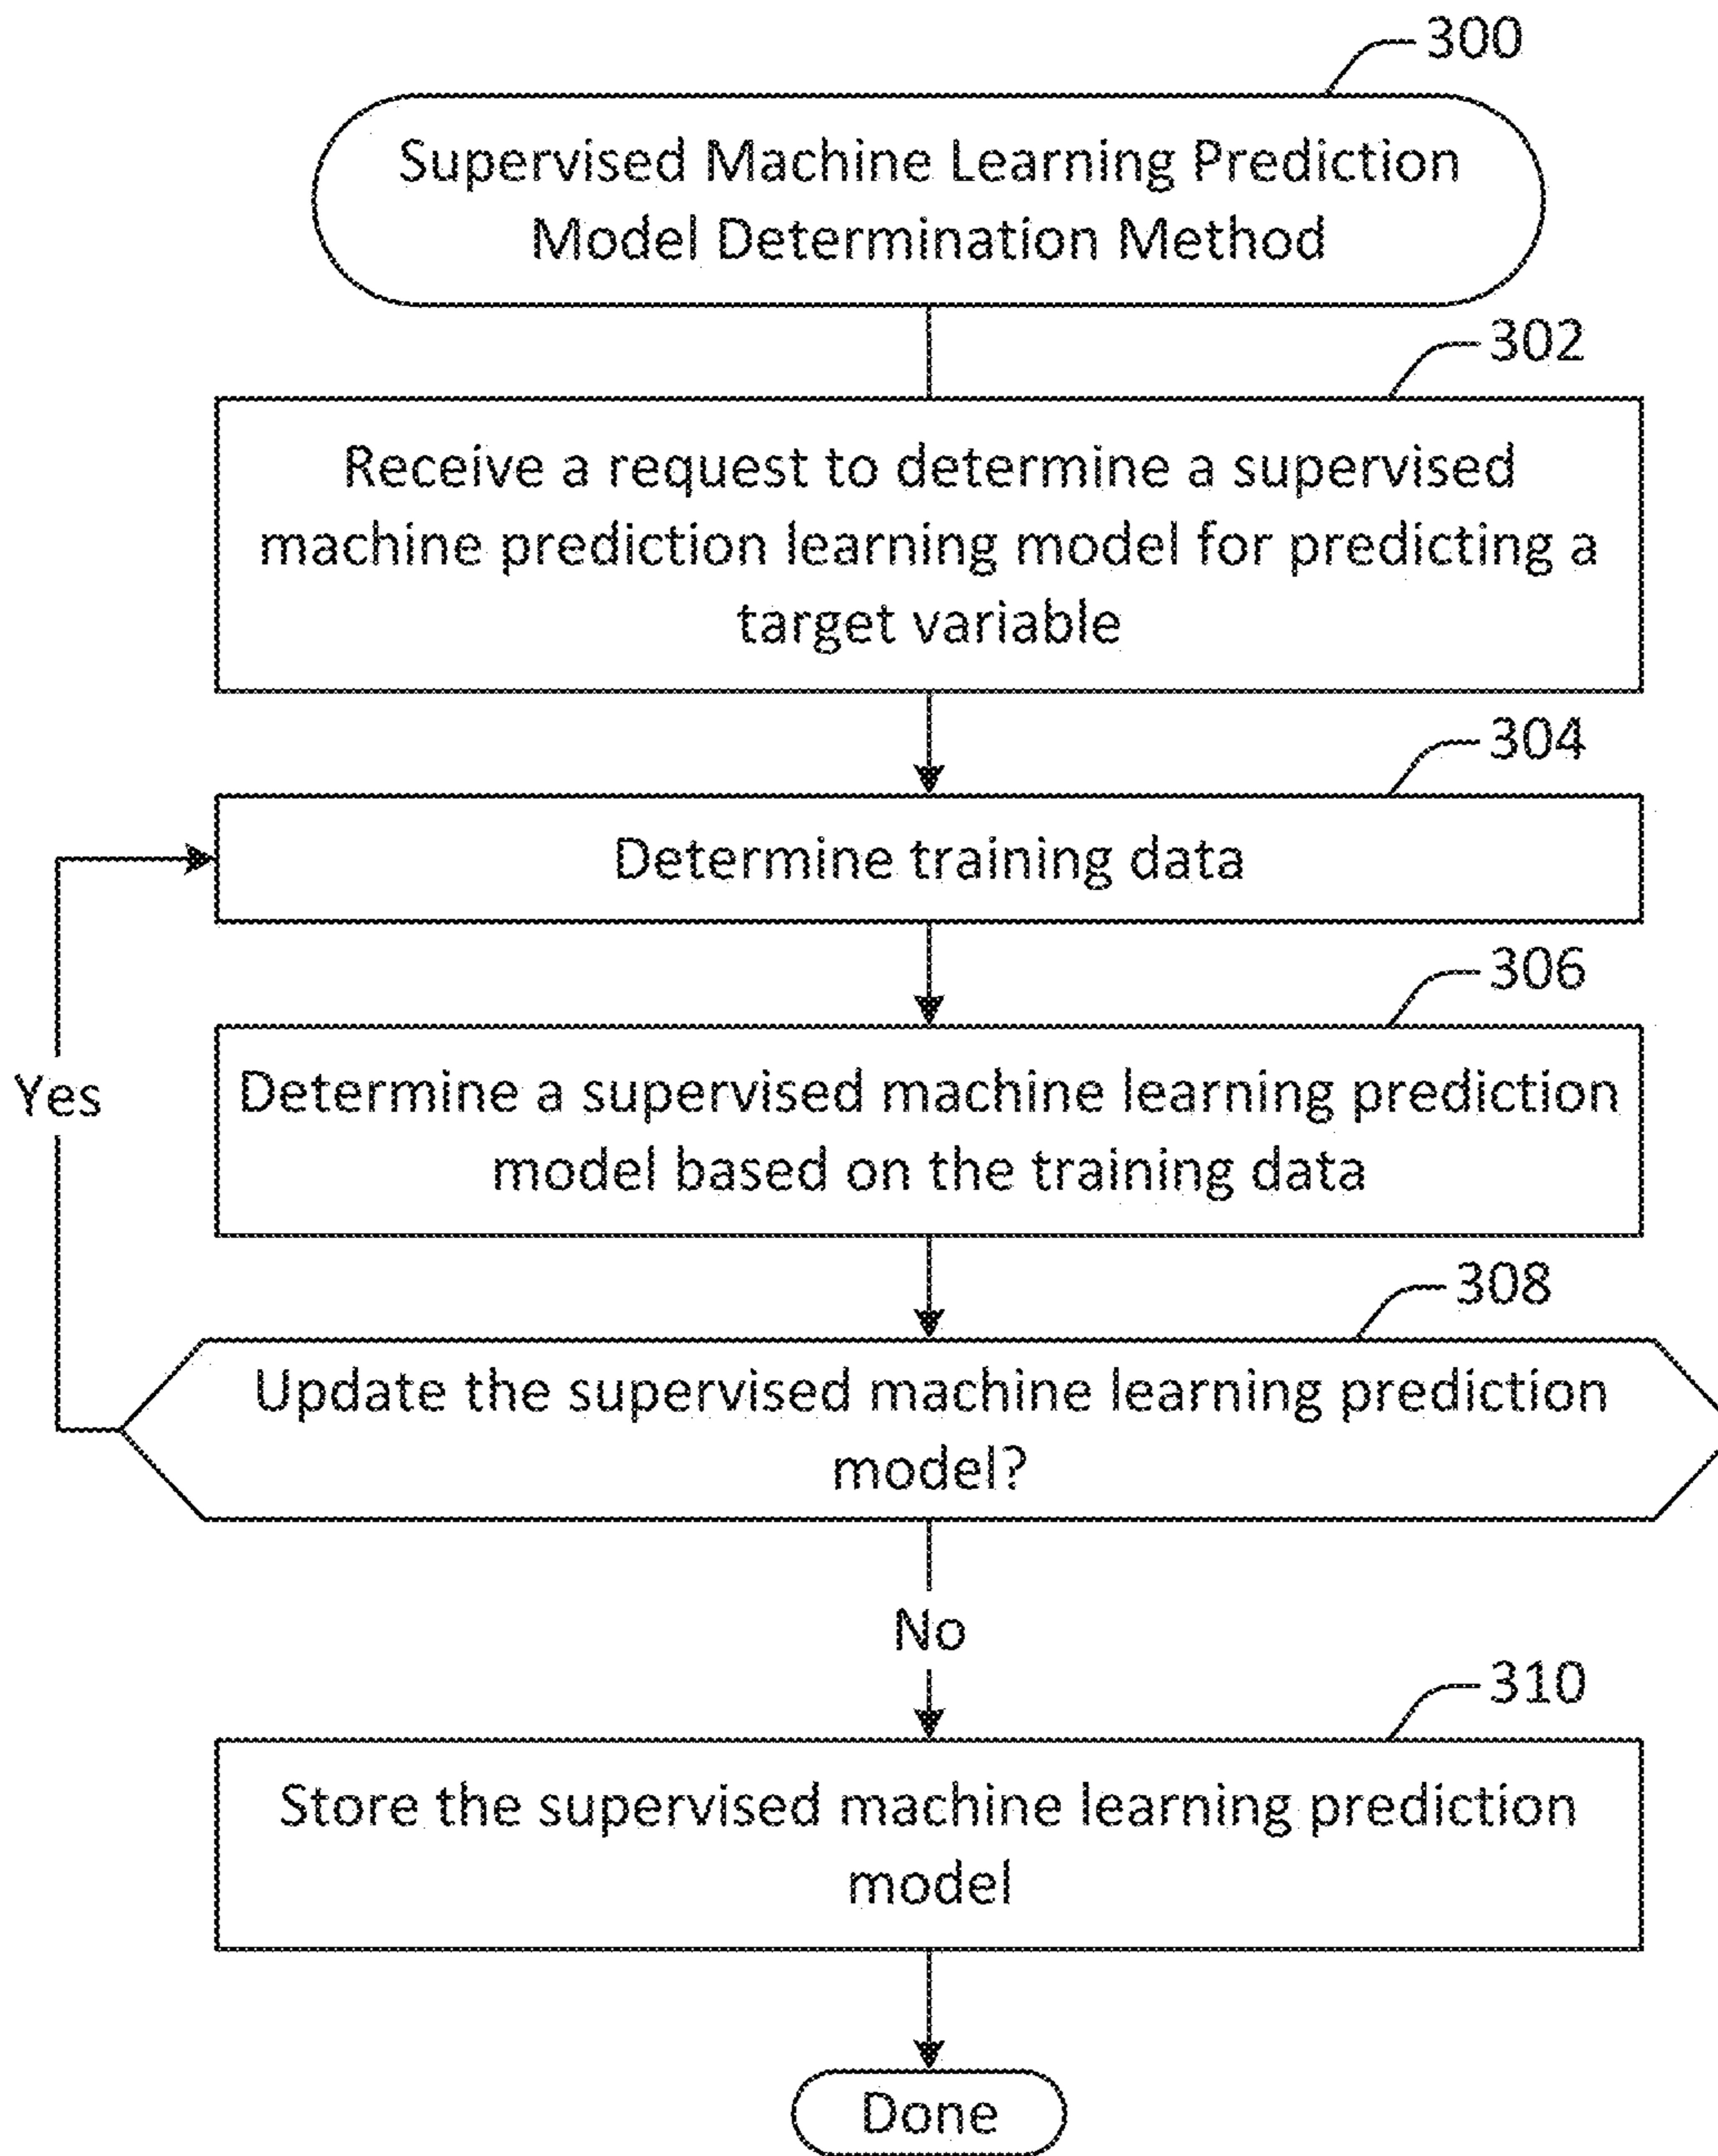 300
Supervised Machine Learning Prediction
Model Determination Method
302
Receive a request to determine a supervised
machine prediction learning model for predicting a
target variable
304
Determine training data
306
Yes
Determine a supervised machine learning prediction
model based on the training data
308
Update the supervised machine learning prediction
model?
No
310
Store the supervised machine learning prediction
model
Done